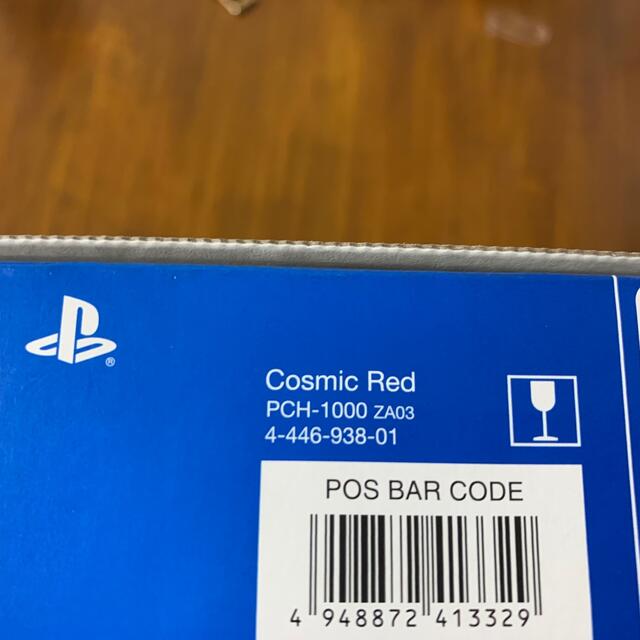 Cosmic Red
PCH-1000 ZA03
4-446-938-01
POS BAR CODE
4 948872 413329